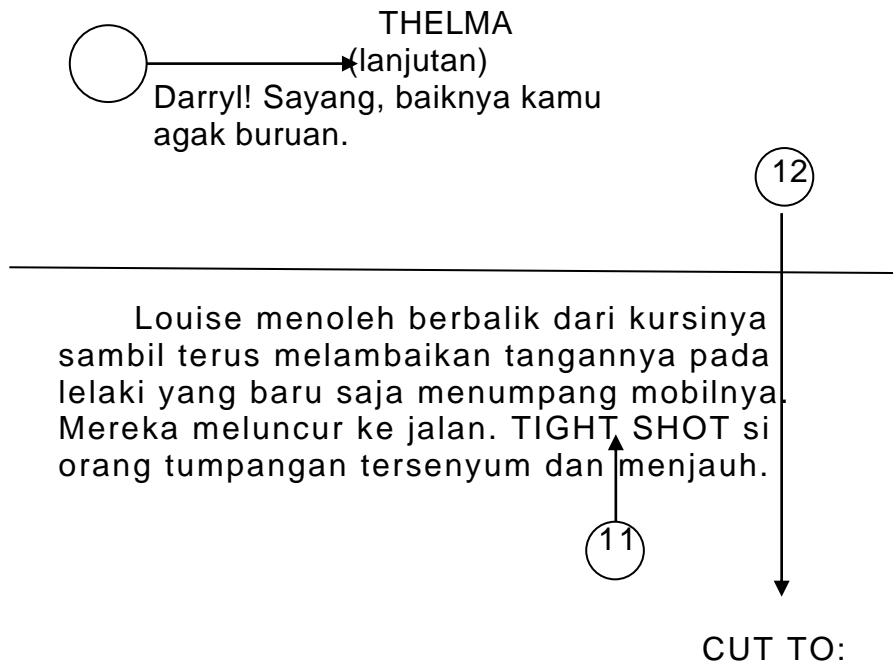 THELMA
(lanjutan)
Darryl! Sayang, baiknya kamu
agak buruan.
12
Louise menoleh berbalik dari kursinya
sambil terus melambaikan tangannya pada
lelaki yang baru saja menumpang mobilnya.
Mereka meluncur ke jalan. TIGHT SHOT si
orang tumpangan tersenyum dan menjauh.
11
CUT TO: